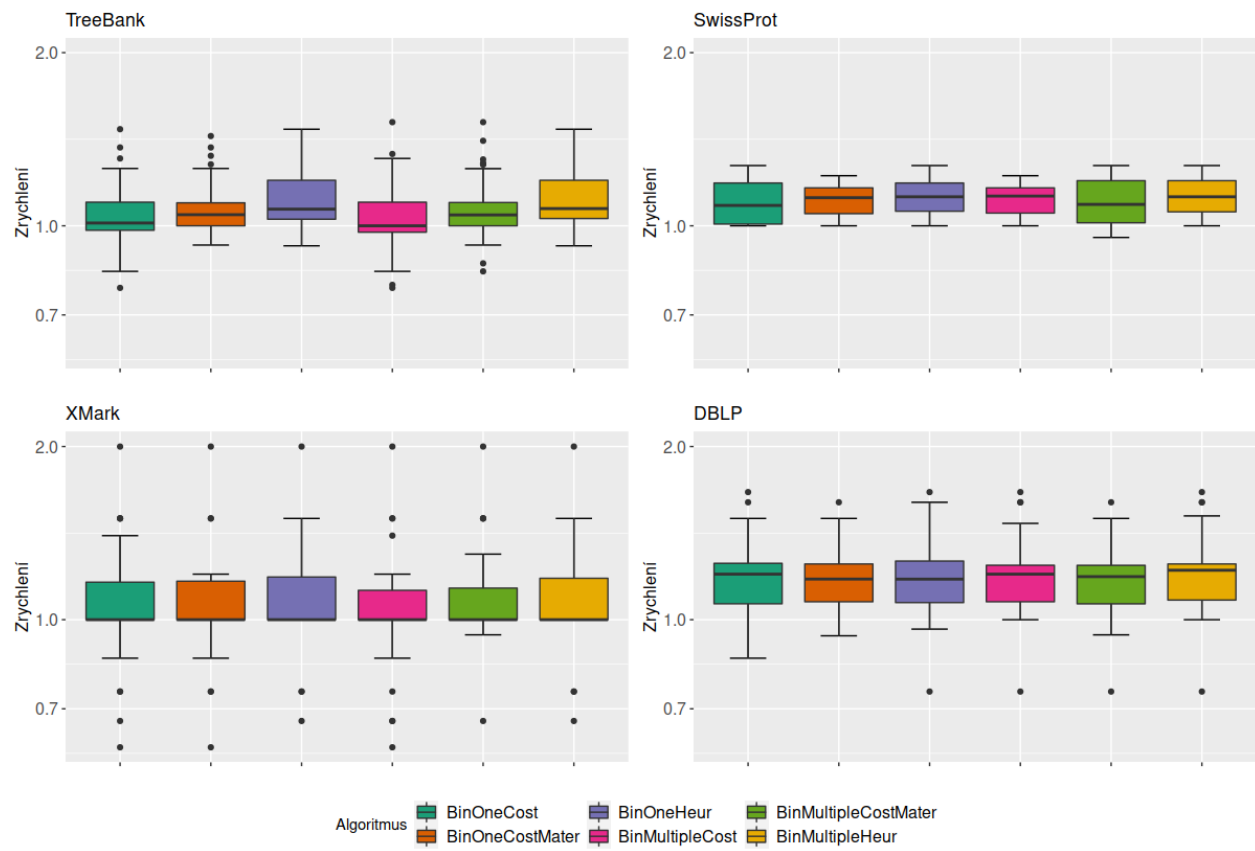 TreeBank
2.0
Zrychlení
1.0
0.7
SwissProt
2.0
Zrychlení
1.0
0.7
XMark
2.0
Zrychlení
1.0
0.7
DBLP
2.0
Zrychlení
1.0
0.7
Algoritmus
BinOneCost
BinOneHeur
BinMultipleCostMater
BinOneCostMater
BinMultipleCost
BinMultipleHeur